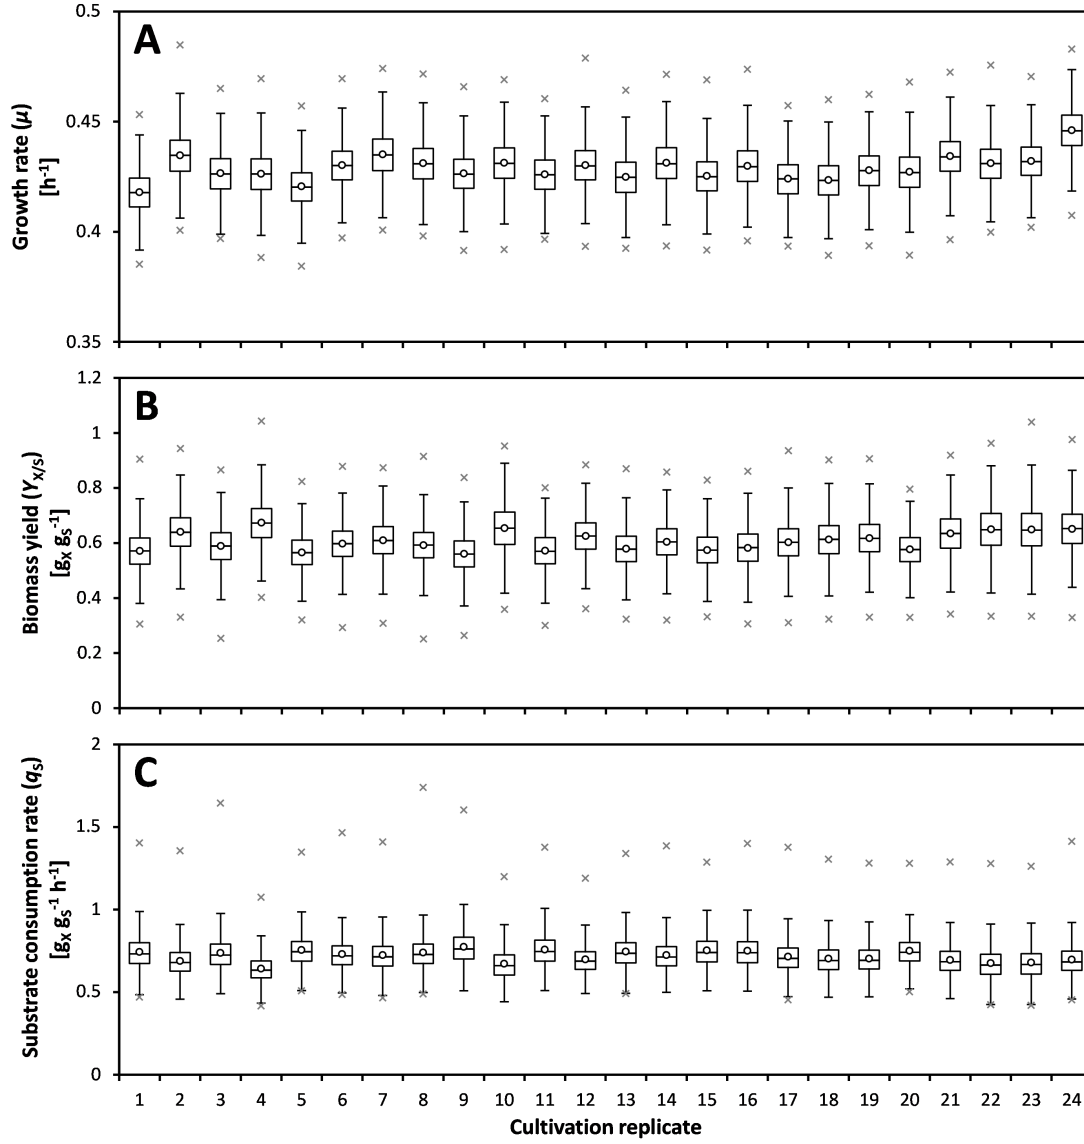 A
Growth rate (μ)
[h-1]
0.5
0.45
0.4
0.35
B
Biomass yield (YX/S)
[gX gS-1]
1.2
1
0.8
0.6
0.4
0.2
0
C
Substrate consumption rate (qS)
[gX gS-1 h-1]
2
1.5
1
0.5
0
1 2 3 4 5 6 7 8 9 10 11 12 13 14 15 16 17 18 19 20 21 22 23 24
Cultivation replicate